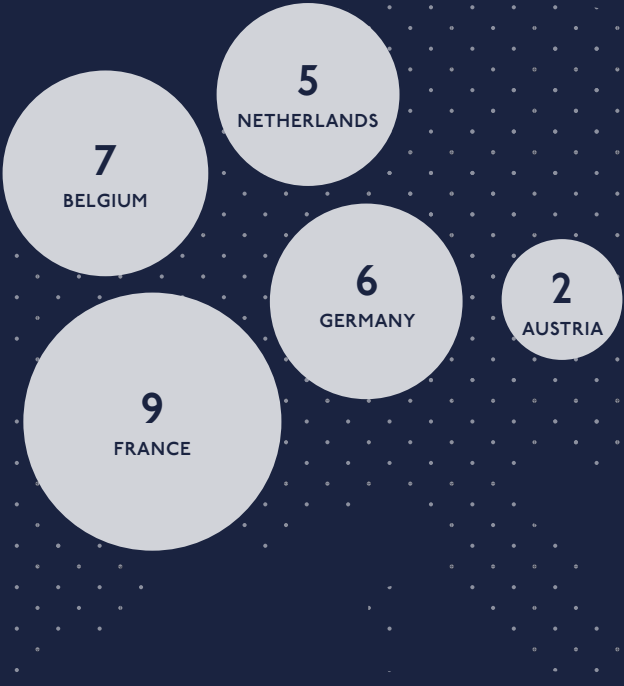 5
NETHERLANDS
7
BELGIUM
6
GERMANY
2
AUSTRIA
9
FRANCE